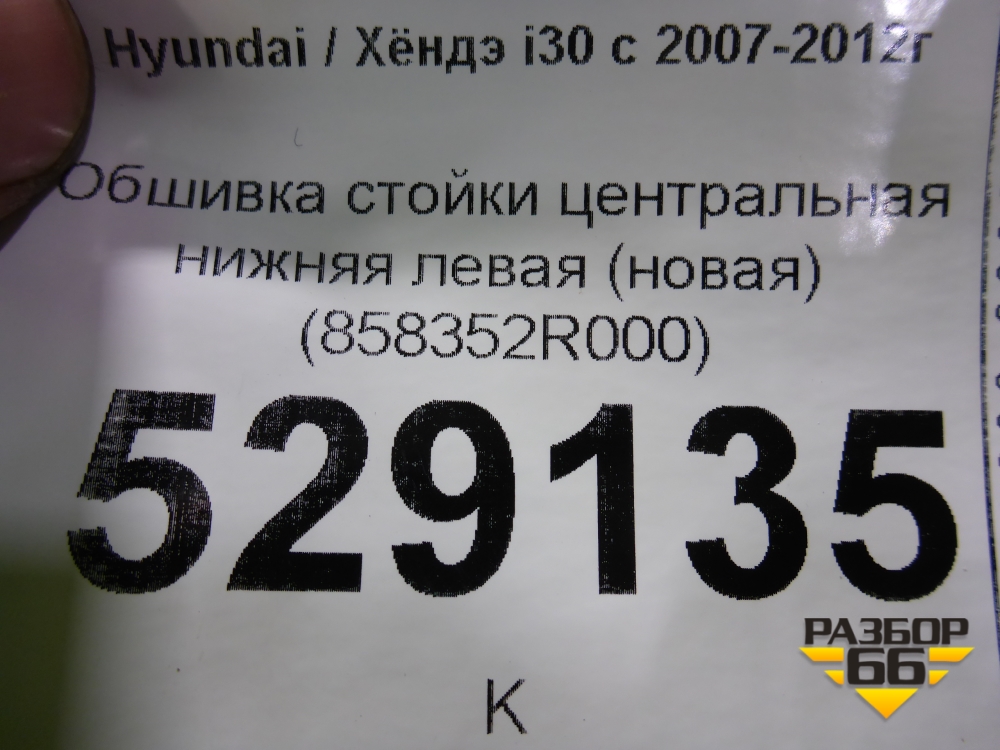 Hyundai / Хёндэ i30 с 2007-2012г
Обшивка стойки центральная
нижняя левая (новая)
(858352R000)
529135
К
РАЗБОР
66